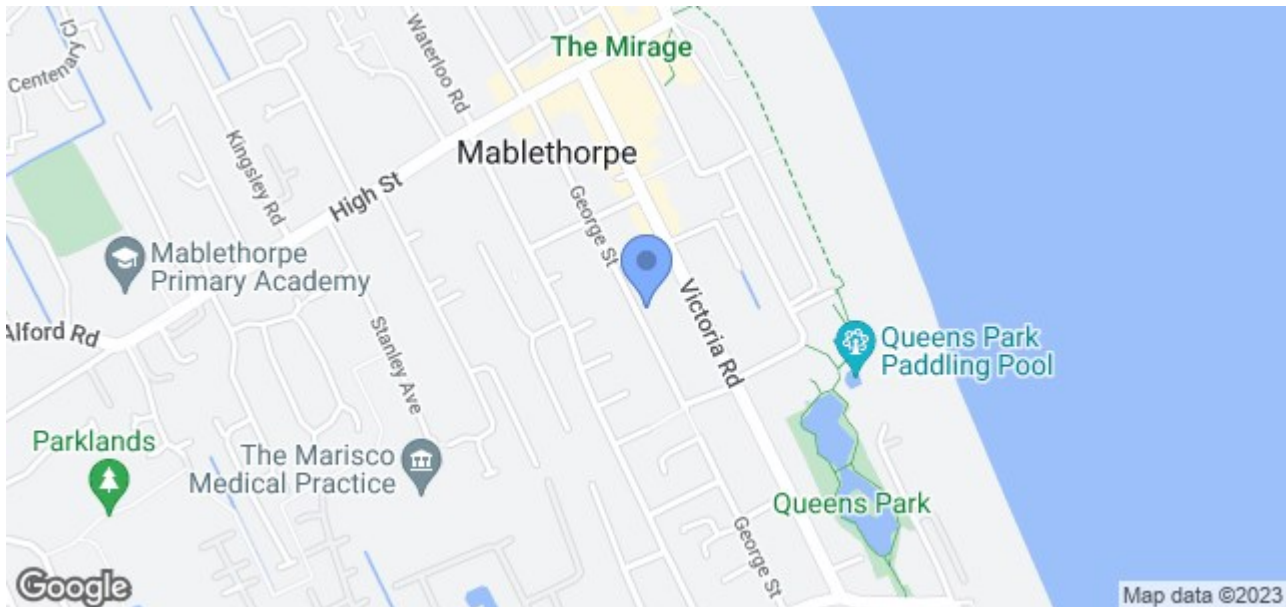 Centenary Cl
Waterloo Rd
The Mirage
Kingsley Rd
High St
Mablethorpe
George St
Mablethorpe
Primary Academy
Alford Rd
Stanley Ave
Victoria Rd
Queens Park
Paddling Pool
Parklands
The Marisco
Medical Practice
Queens Park
George St
Google
Map data ©2023